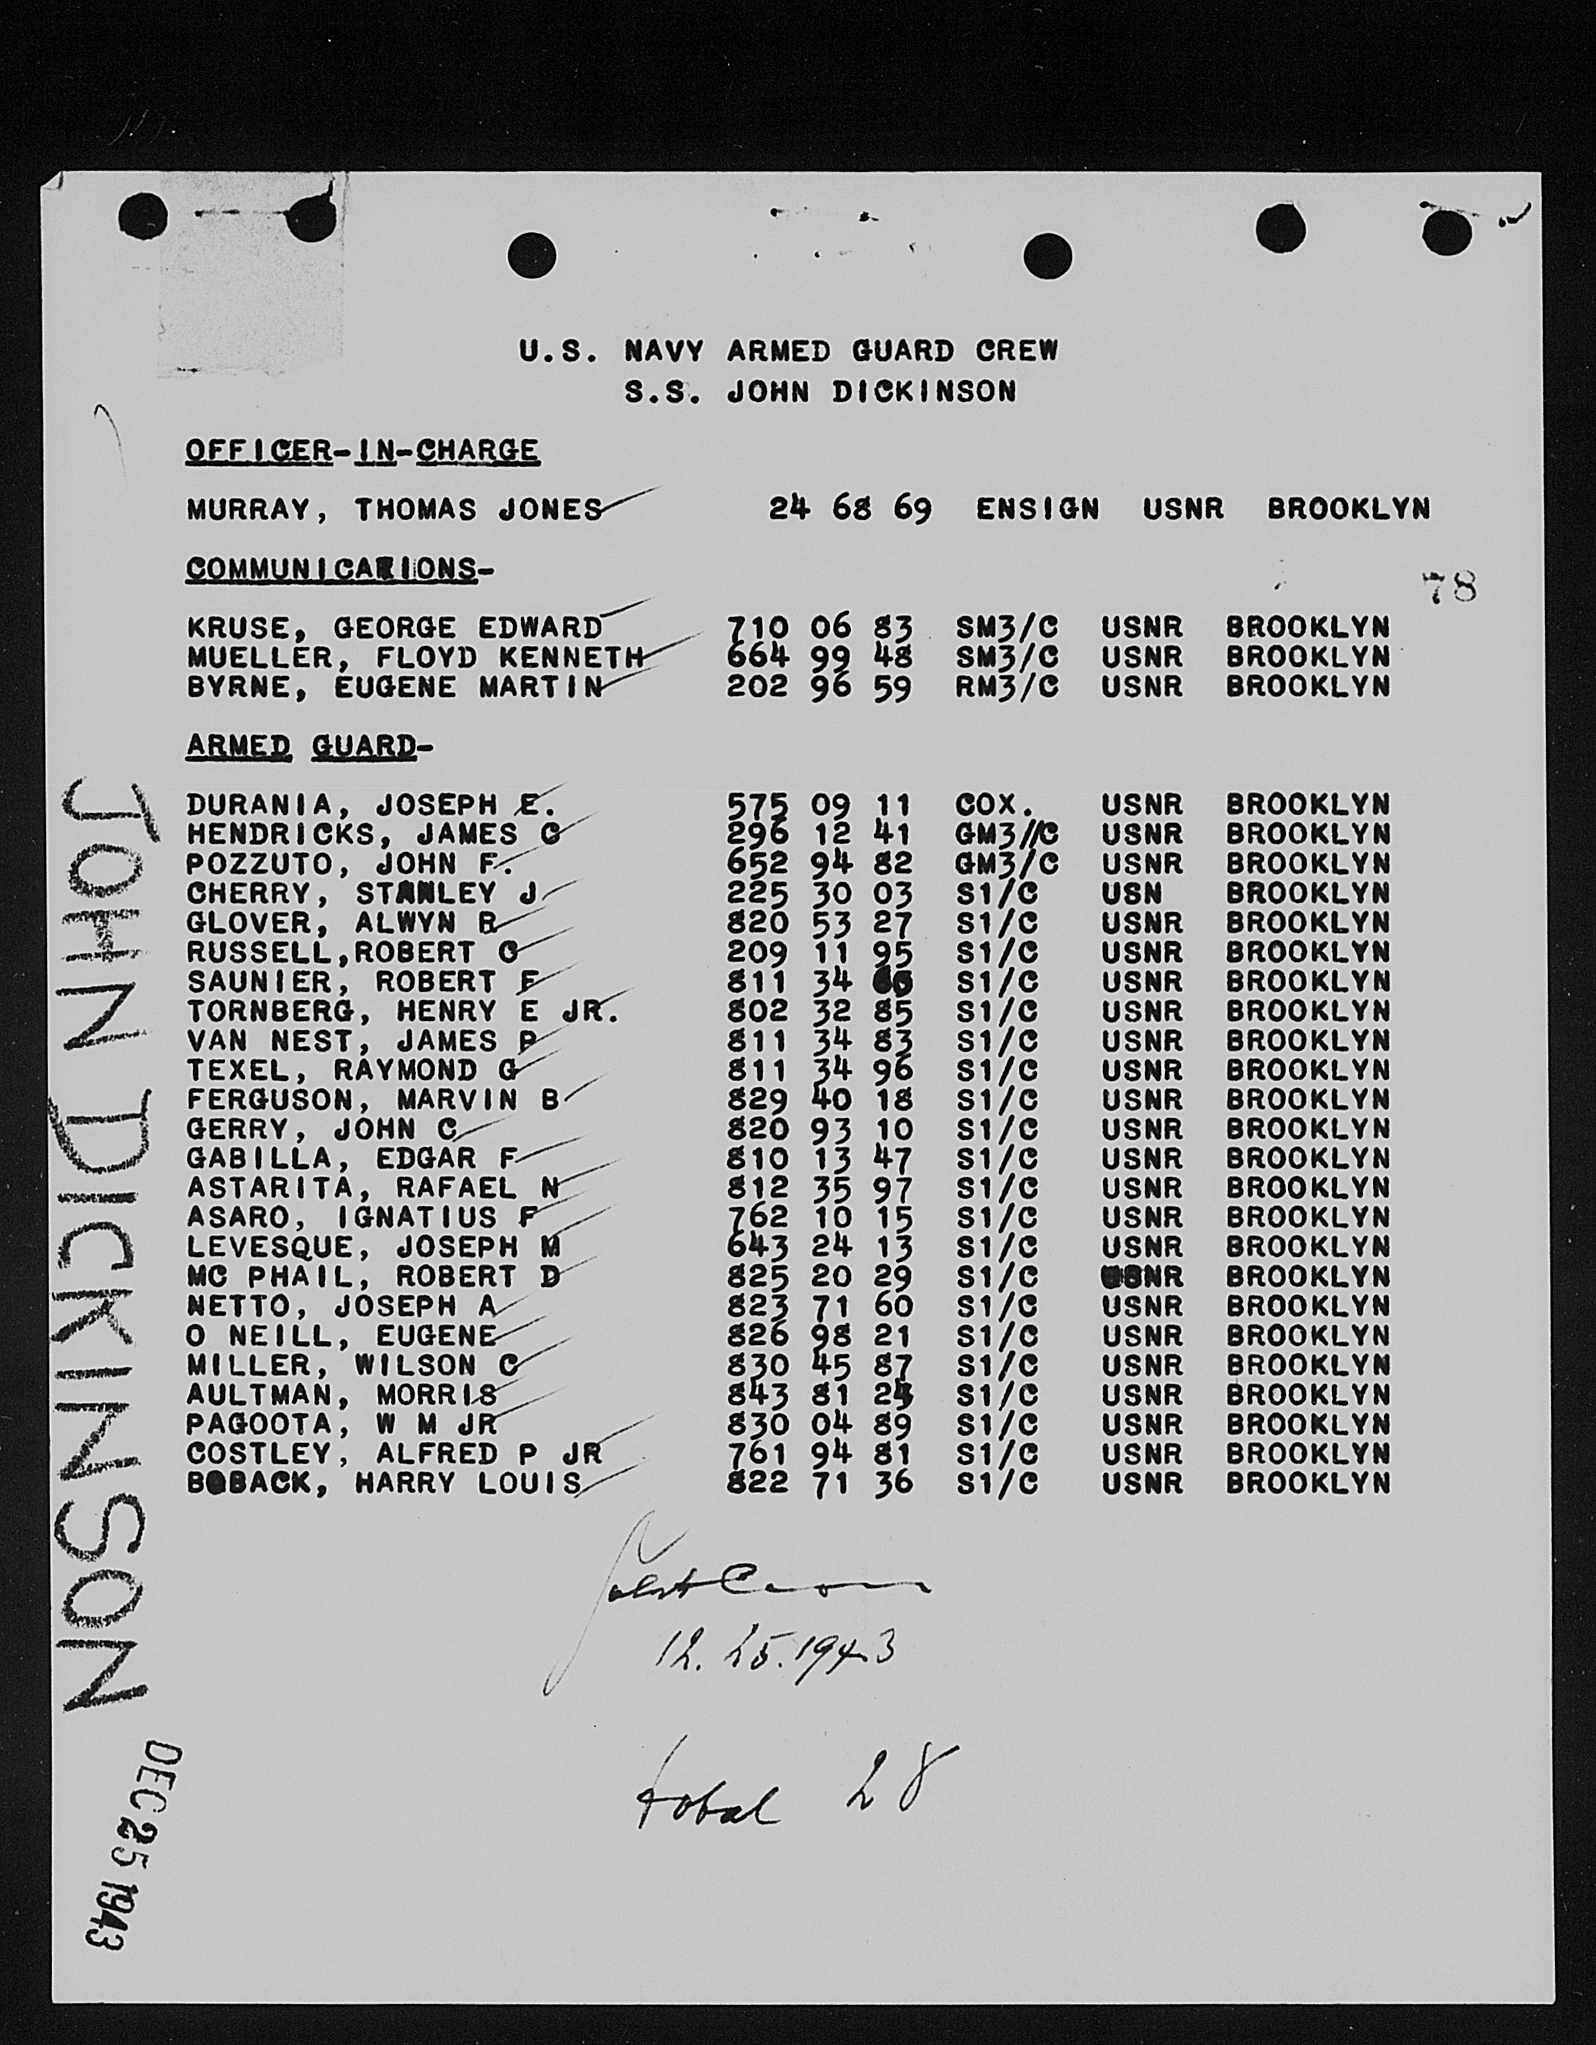 U.S. NAVY ARMED GUARD CREW
S.S. JOHN DICKINSON
OFFICER-IN-CHARGE
MURRAY, THOMAS JONES 24 68 69 ENSIGN USNR BROOKLYN
COMMUNICATIONS-
78
KRUSE, GEORGE EDWARD 710 06 83 SM3/C USNR BROOKLYN
MUELLER, FLOYD KENNETH 664 99 48 SM3/C USNR BROOKLYN
BYRNE, EUGENE MARTIN 202 96 59 RM3/C USNR BROOKLYN
ARMED GUARD-
DURANIA, JOSEPH E. 575 09 11 COX. USNR BROOKLYN
HENDRICKS, JAMES C 296 12 41 GM3/C USNR BROOKLYN
POZZUTO, JOHN F. 652 94 82 GM3/C USNR BROOKLYN
CHERRY, STANLEY J 225 30 03 S1/C USN BROOKLYN
GLOVER, ALWYN R 820 53 27 S1/C USNR BROOKLYN
RUSSELL,ROBERT C 209 11 95 S1/C USNR BROOKLYN
SAUNIER, ROBERT F 811 34 S1/C USNR BROOKLYN
TORNBERG, HENRY E JR. 802 32 85 S1/C USNR BROOKLYN
VAN NEST, JAMES P 811 34 83 S1/C USNR BROOKLYN
TEXEL, RAYMOND G 811 34 96 S1/C USNR BROOKLYN
FERGUSON, MARVIN B 829 40 18 S1/C USNR BROOKLYN
GERRY, JOHN C 820 93 10 S1/C USNR BROOKLYN
GABILLA, EDGAR F 810 13 47 S1/C USNR BROOKLYN
ASTARITA, RAFAEL N 812 35 97 S1/C USNR BROOKLYN
ASARO, IGNATIUS F 762 10 15 S1/C USNR BROOKLYN
LEVESQUE, JOSEPH M 643 24 13 S1/C USNR BROOKLYN
MC PHAIL, ROBERT D 825 20 29 S1/C USNR BROOKLYN
NETTO, JOSEPH A 823 71 60 S1/C USNR BROOKLYN
O NEILL, EUGENE 826 98 21 S1/C USNR BROOKLYN
MILLER, WILSON C 830 45 87 S1/C USNR BROOKLYN
AULTMAN, MORRIS 843 81 S1/C USNR BROOKLYN
PAGOOTA, W M JR 830 04 89 S1/C USNR BROOKLYN
COSTLEY, ALFRED P JR 761 94 81 S1/C USNR BROOKLYN
BOBACK, HARRY LOUIS 822 71 36 S1/C USNR BROOKLYN
12.25.1943
total 28
JOHN DICKINSON
DEC 25 1943